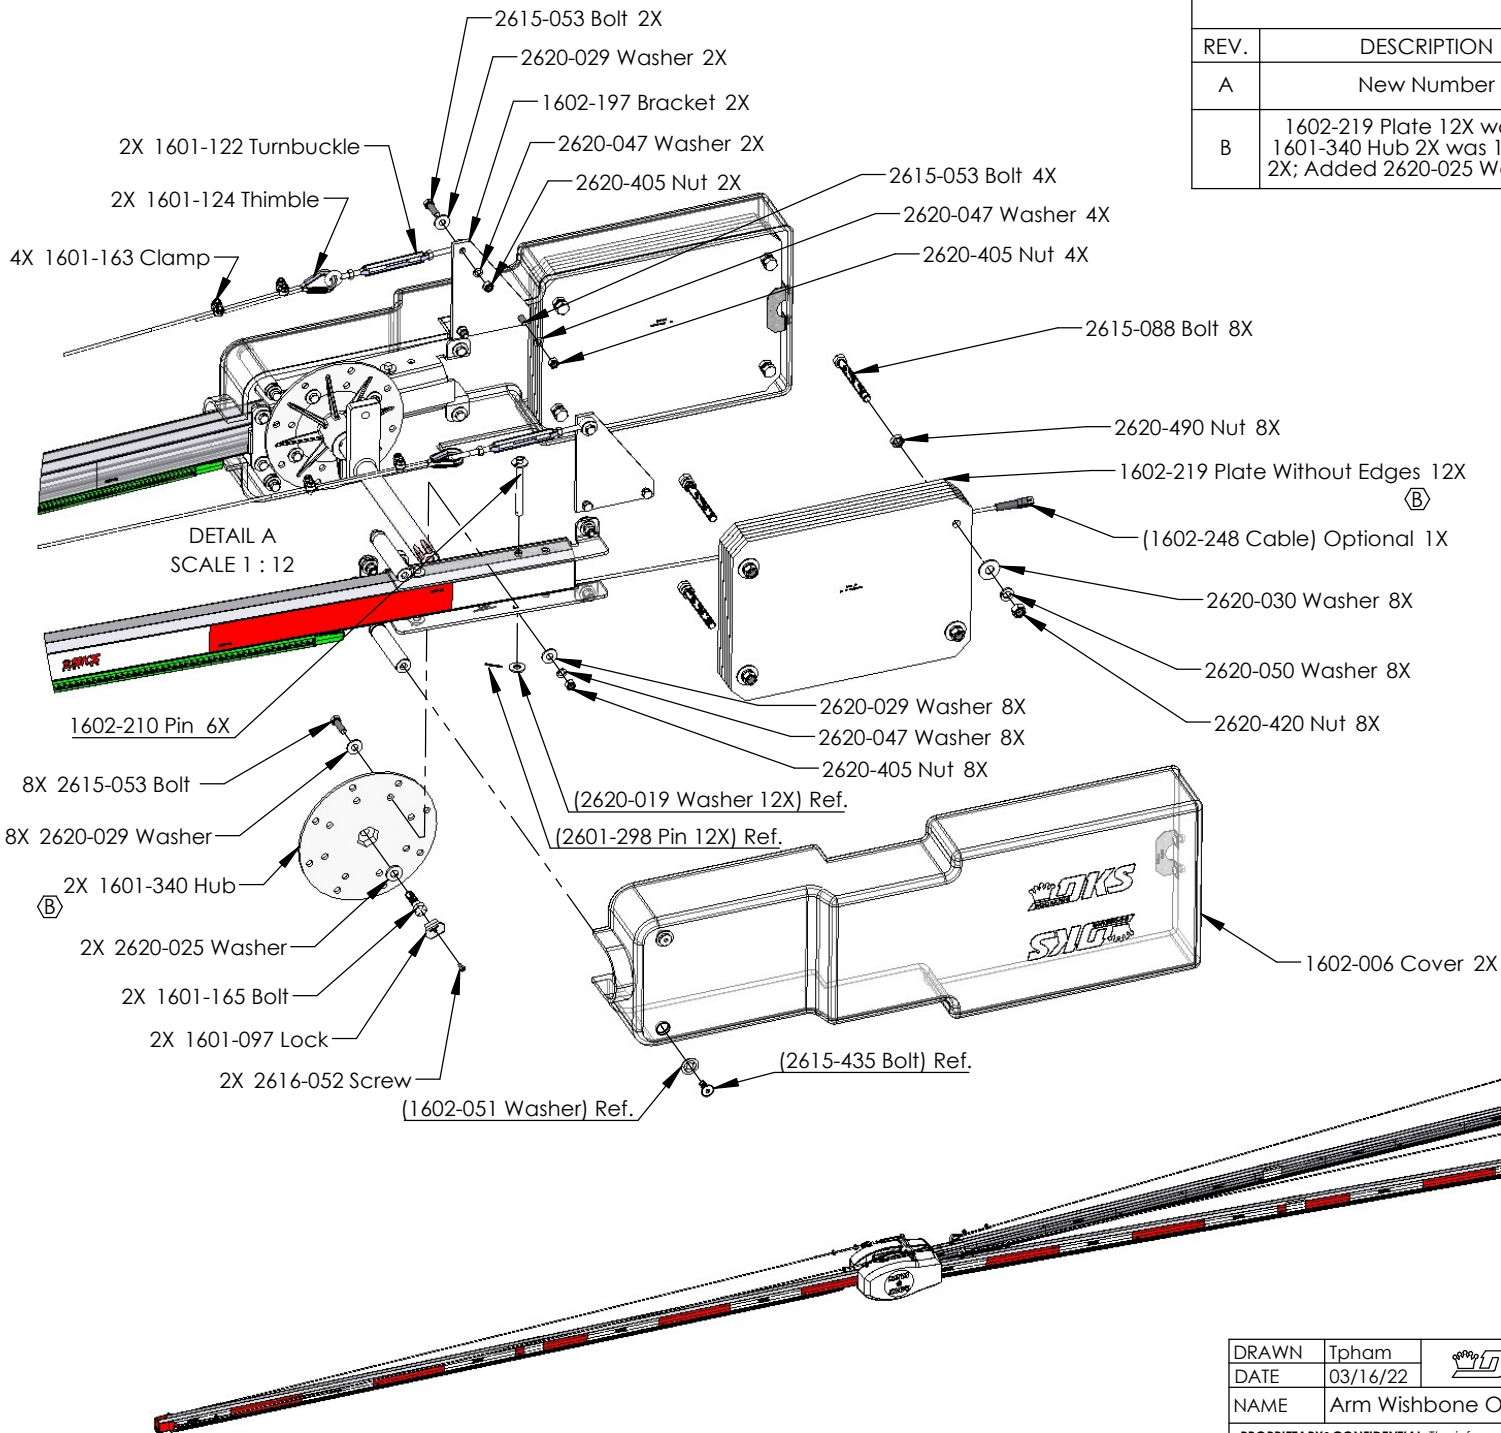 2615-053 Bolt 2X
2620-029 Washer 2X
1602-197 Bracket 2X
2X 1601-122 Turnbuckle
2620-047 Washer 2X
2X 1601-124 Thimble
2620-405 Nut 2X
2615-053 Bolt 4X
2620-047 Washer 4X
4X 1601-163 Clamp
2620-405 Nut 4X
REV.
DESCRIPTION
A
New Number
B
1602-219 Plate 12X
1601-340 Hub 2X was
2X; Added 2620-025
2615-088 Bolt 8X
2620-490 Nut 8X
1602-219 Plate Without Edges 12X
B
(1602-248 Cable) Optional 1X
DETAIL A
SCALE 1 : 12
2620-030 Washer 8X
2620-050 Washer 8X
2620-420 Nut 8X
2620-029 Washer 8X
2620-047 Washer 8X
2620-405 Nut 8X
1602-210 Pin 6X
8X 2615-053 Bolt
(2620-019 Washer 12X) Ref.
8X 2620-029 Washer
(2601-298 Pin 12X) Ref.
2X 1601-340 Hub
B
2X 2620-025 Washer
2X 1601-165 Bolt
2X 1601-097 Lock
2X 2616-052 Screw
DKS
DKS
1602-006 Cover 2X
(2615-435 Bolt) Ref.
(1602-051 Washer) Ref.
DRAWN
Tpham
DATE
03/16/22
NAME
Arm Wishbone